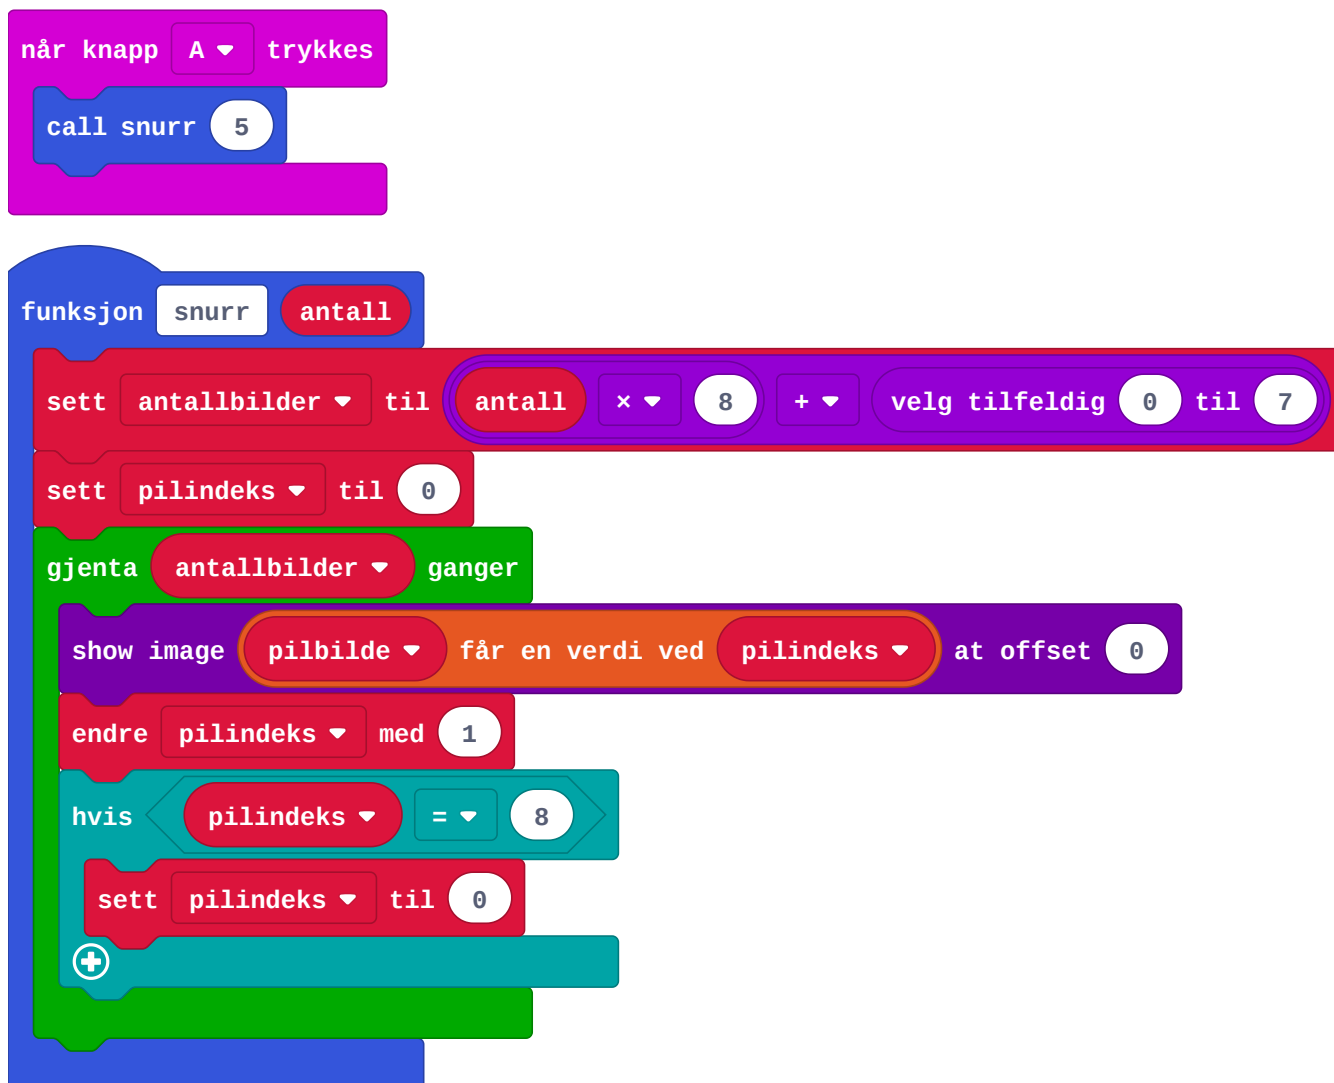 når knapp A trykkes
call snurr 5
funksjon snurr antall
sett antallbilder til antall × 8 + velg tilfeldig 0 til 7
sett pilindeks til 0
gjenta antallbilder ganger
show image pilbilde får en verdi ved pilindeks at offset 0
endre pilindeks med 1
hvis pilindeks = 8
sett pilindeks til 0